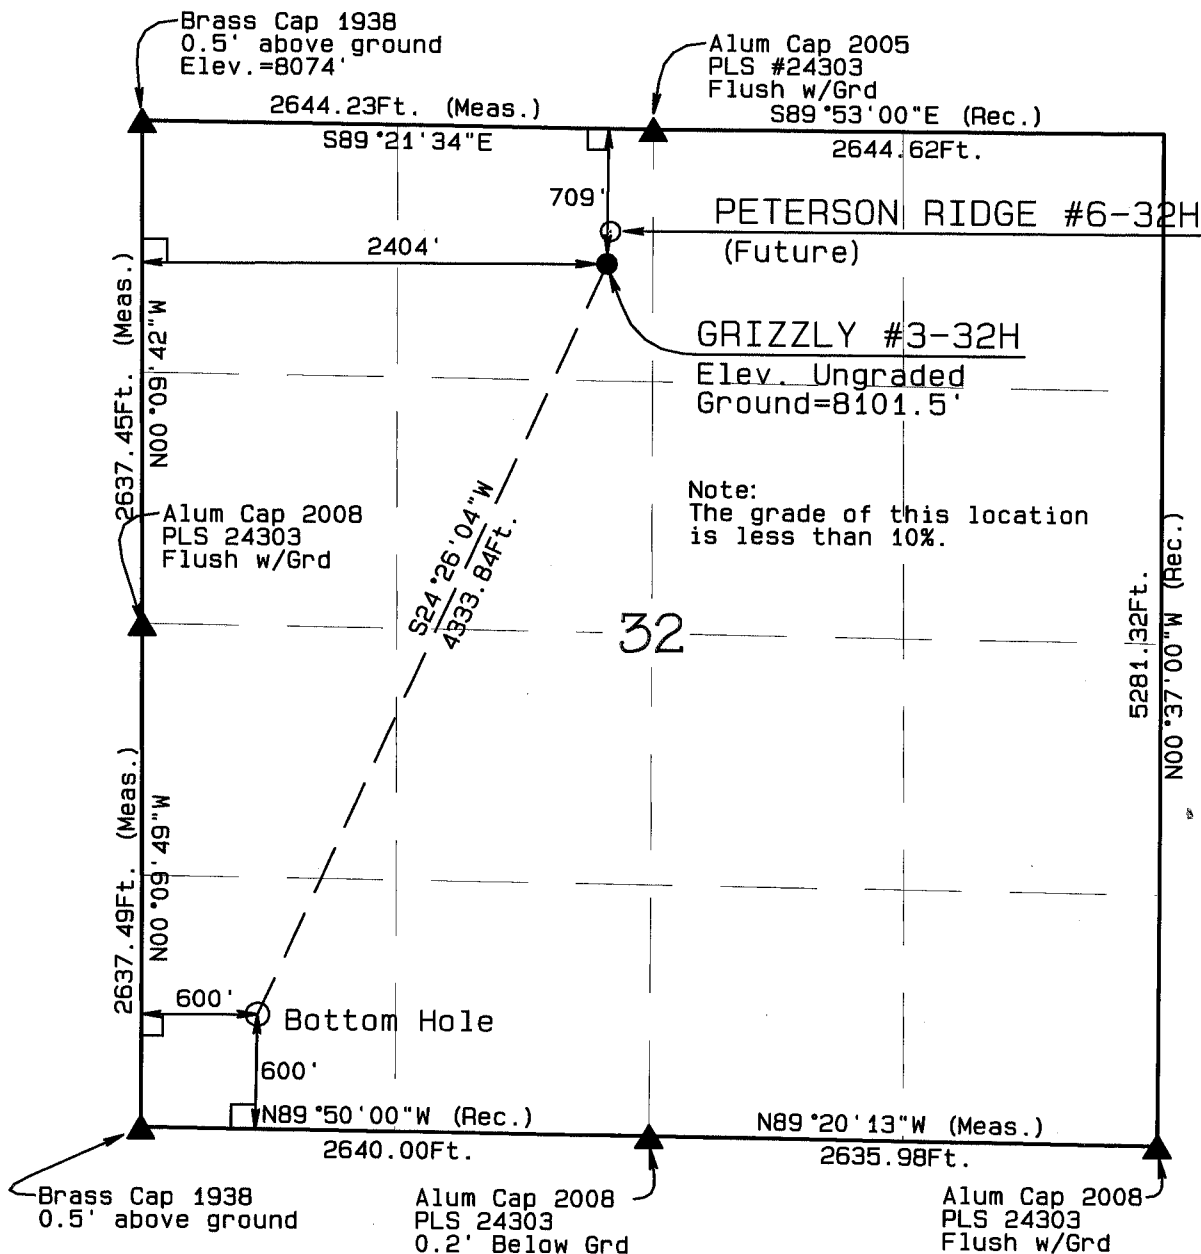 Brass Cap 1938
0.5' above ground
Elev.=8074'
Alum Cap 2005
PLS #24303
Flush w/Grd
2644.23Ft. (Meas.)
S89°21'34"E
S89°53'00"E (Rec.)
2644.62Ft.
709'
PETERSON RIDGE #6-32H
(Future)
2404'
GRIZZLY #3-32H
Elev. Ungraded
Ground=8101.5'
2637.45Ft. (Meas.)
N00°09'42"W
Note:
The grade of this location
is less than 10%.
Alum Cap 2008
PLS 24303
Flush w/Grd
S24°26'04"W
4333.84Ft.
32
5281.32Ft.
N00°37'00"W (Rec.)
2637.49Ft. (Meas.)
N00°09'49"W
600'
Bottom Hole
600'
N89°50'00"W (Rec.)
2640.00Ft.
N89°20'13"W (Meas.)
2635.98Ft.
Brass Cap 1938
0.5' above ground
Alum Cap 2008
PLS 24303
0.2' Below Grd
Alum Cap 2008
PLS 24303
Flush w/Grd